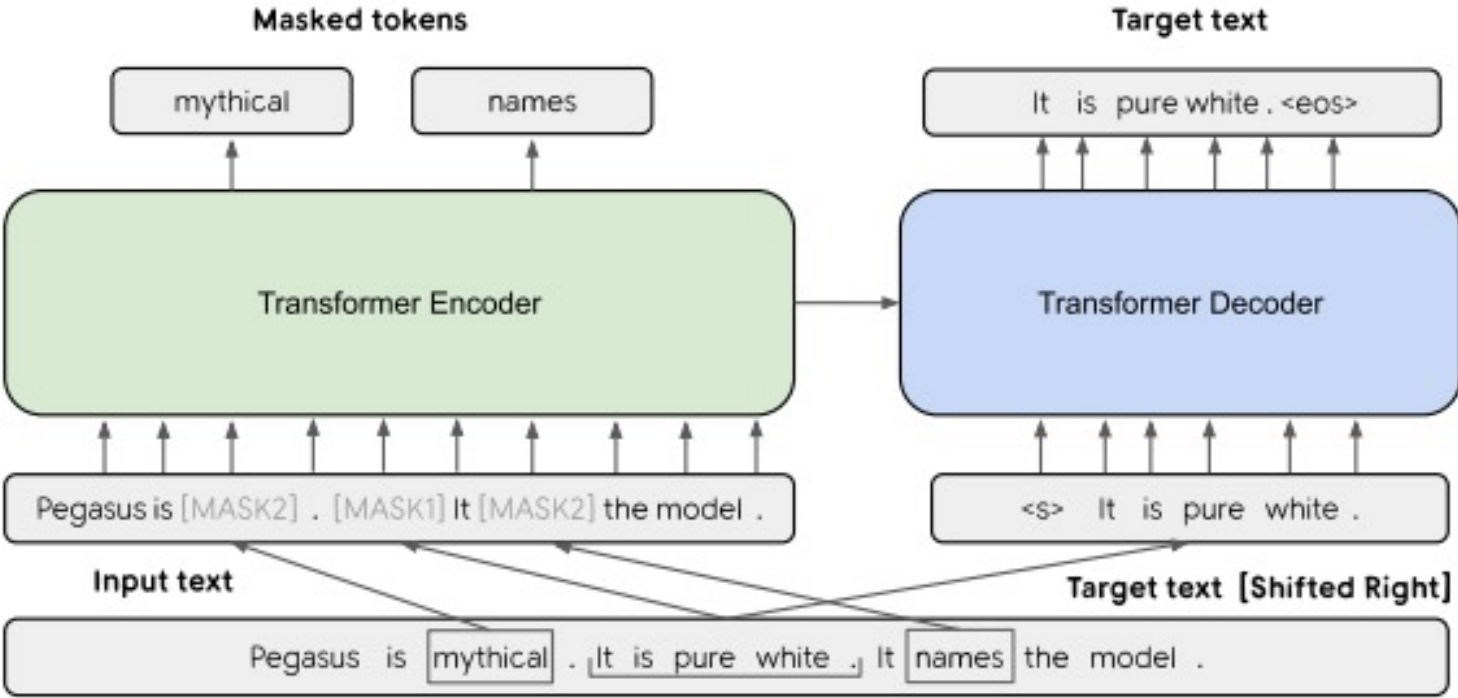 Masked tokens
Target text
mythical
names
It is pure white . <eos>
Transformer Encoder
Transformer Decoder
Pegasus is [MASK2] . [MASK1] It [MASK2] the model .
<s> It is pure white .
Input text
Target text [Shifted Right]
Pegasus is mythical . It is pure white . It names the model .